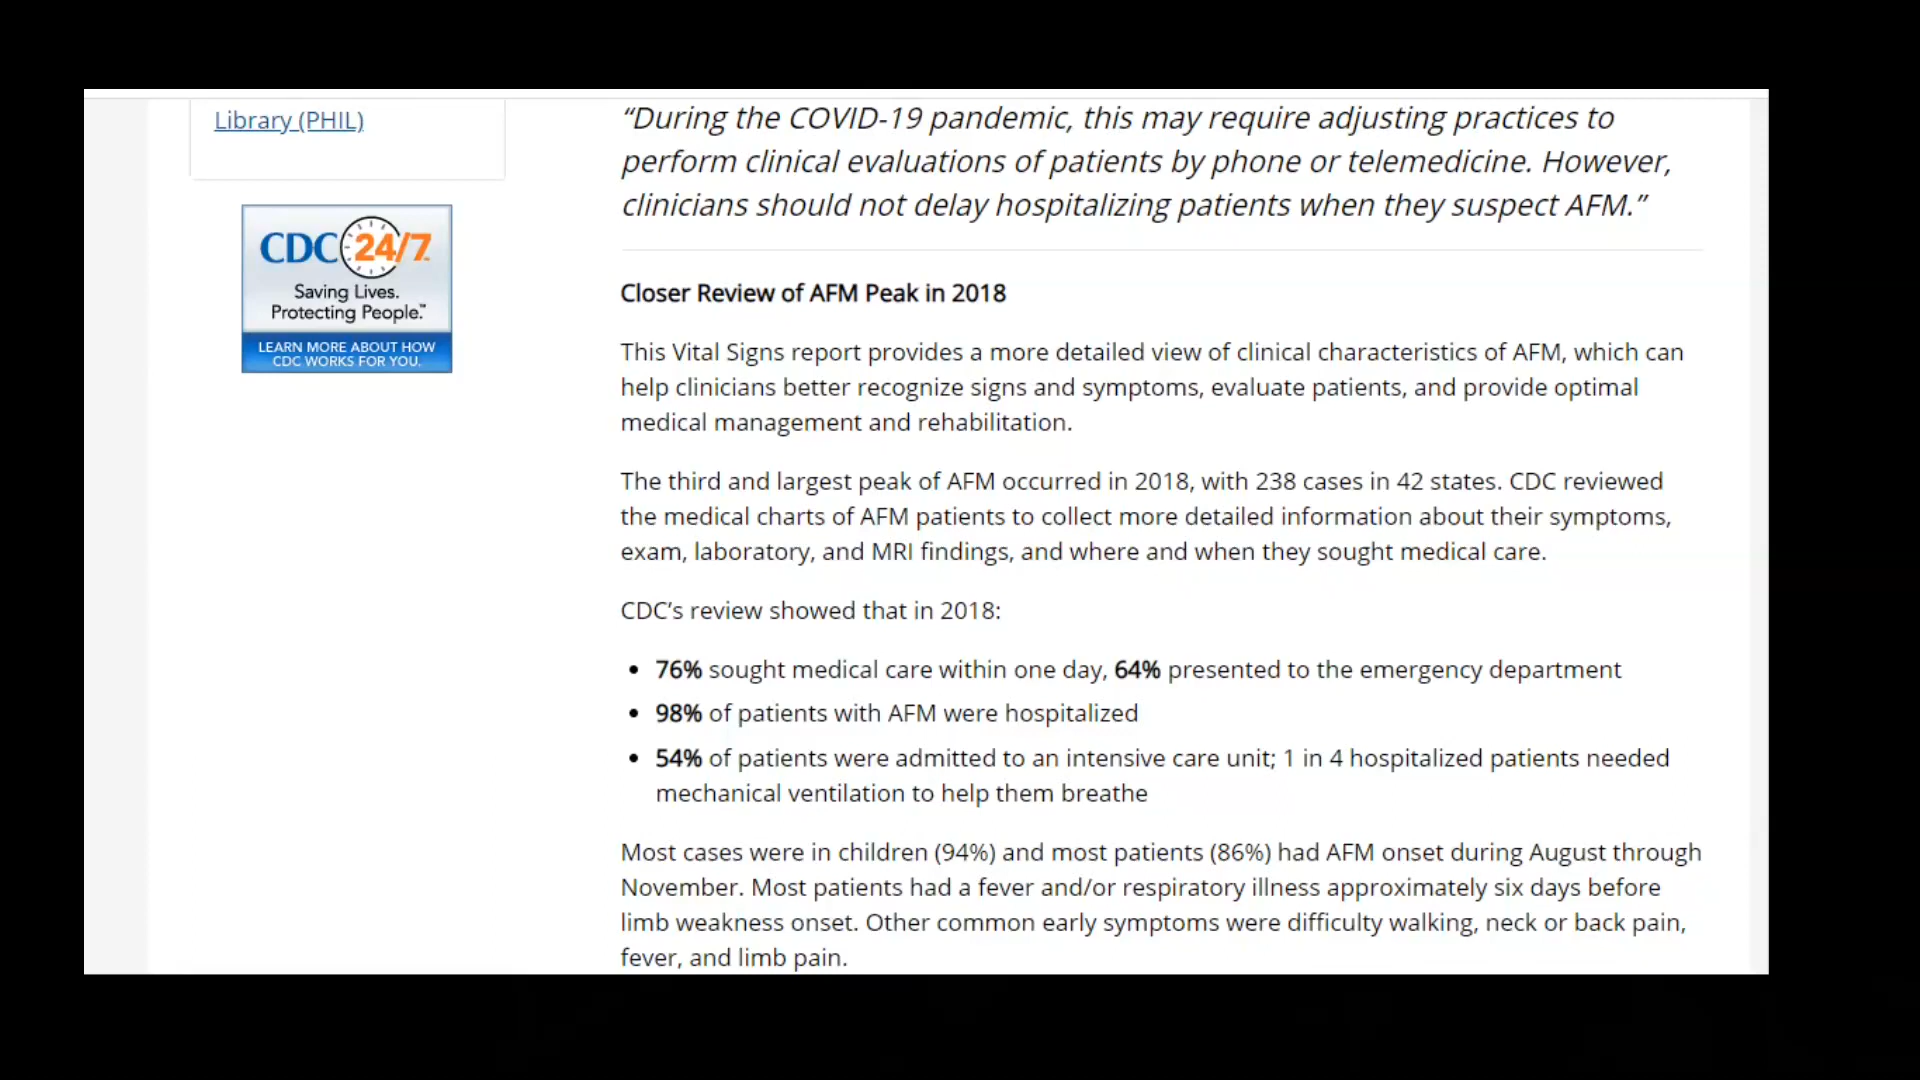 Library (PHIL)
CDC 24/7
Saving Lives.
Protecting People.™
LEARN MORE ABOUT HOW
CDC WORKS FOR YOU.
“During the COVID-19 pandemic, this may require adjusting practices to
perform clinical evaluations of patients by phone or telemedicine. However,
clinicians should not delay hospitalizing patients when they suspect AFM.”
Closer Review of AFM Peak in 2018
This Vital Signs report provides a more detailed view of clinical characteristics of AFM, which can
help clinicians better recognize signs and symptoms, evaluate patients, and provide optimal
medical management and rehabilitation.
The third and largest peak of AFM occurred in 2018, with 238 cases in 42 states. CDC reviewed
the medical charts of AFM patients to collect more detailed information about their symptoms,
exam, laboratory, and MRI findings, and where and when they sought medical care.
CDC’s review showed that in 2018:
• 76% sought medical care within one day, 64% presented to the emergency department
• 98% of patients with AFM were hospitalized
• 54% of patients were admitted to an intensive care unit; 1 in 4 hospitalized patients needed
mechanical ventilation to help them breathe
Most cases were in children (94%) and most patients (86%) had AFM onset during August through
November. Most patients had a fever and/or respiratory illness approximately six days before
limb weakness onset. Other common early symptoms were difficulty walking, neck or back pain,
fever, and limb pain.